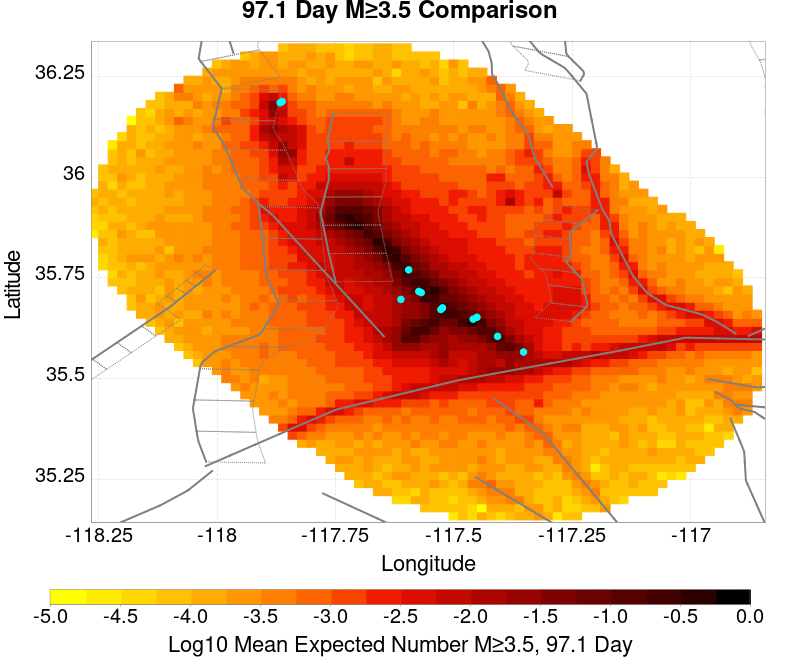 97.1 Day M≥3.5 Comparison
36.25
36
35.75
35.5
35.25
Latitude
-118.25 -118 -117.75 -117.5 -117.25 -117
Longitude
-5.0 -4.5 -4.0 -3.5 -3.0 -2.5 -2.0 -1.5 -1.0 -0.5 0.0
Log10 Mean Expected Number M≥3.5, 97.1 Day